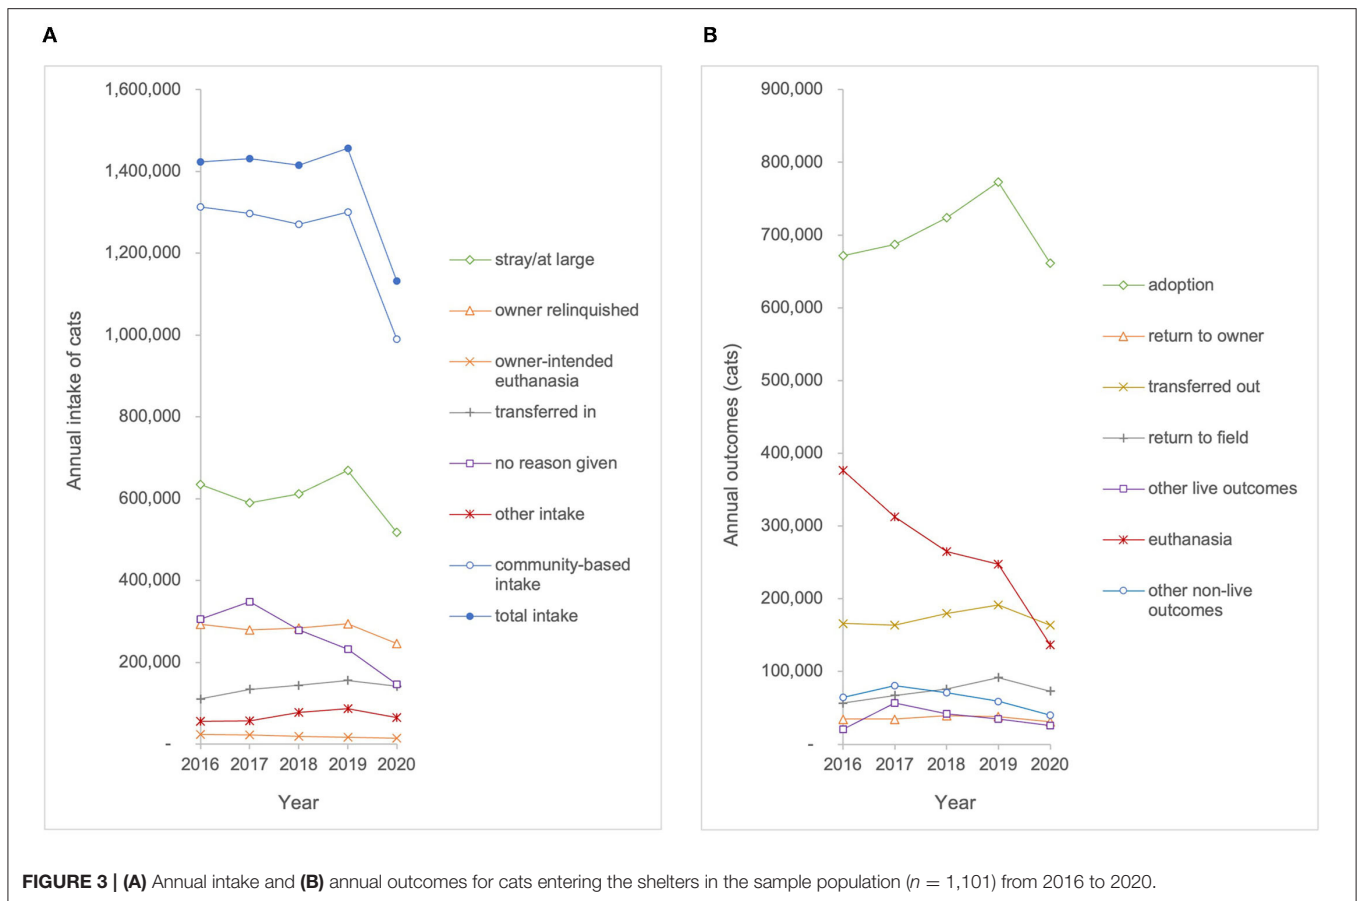 A
1,600,000
1,400,000
1,200,000
1,000,000
800,000
600,000
400,000
200,000
-
Annual intake of cats
2016 2017 2018 2019 2020
Year
stray/at large
owner relinquished
owner-intended
euthanasia
transferred in
no reason given
other intake
community-based
intake
total intake
B
900,000
800,000
700,000
600,000
500,000
400,000
300,000
200,000
100,000
-
Annual outcomes (cats)
2016 2017 2018 2019 2020
Year
adoption
return to owner
transferred out
return to field
other live outcomes
euthanasia
other non-live
outcomes
FIGURE 3 | (A) Annual intake and (B) annual outcomes for cats entering the shelters in the sample population (n = 1,101) from 2016 to 2020.